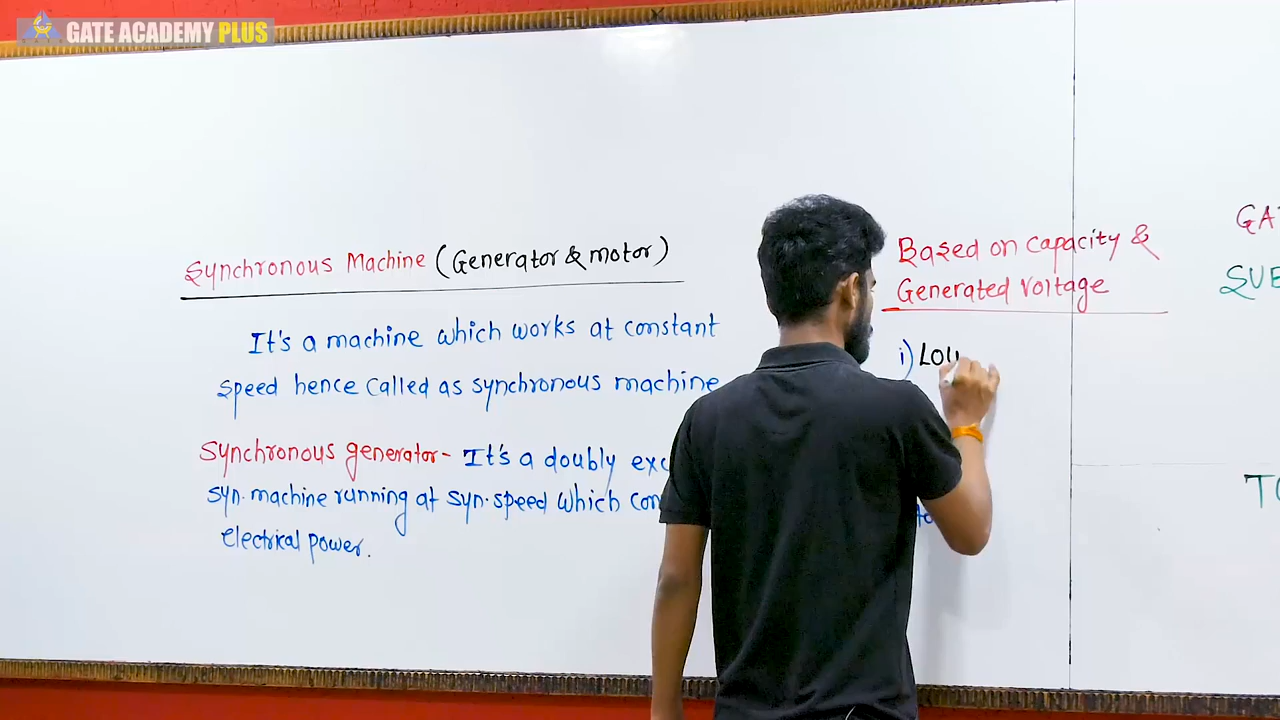 GATE ACADEMY PLUS
Synchronous Machine (Generator & motor)
It's a machine which works at constant
speed hence called as synchronous machine
Synchronous generator- It's a doubly exc
syn. machine running at syn. speed which con
electrical power.
Based on capacity &
Generated voltage
i) Low
GA
SUB
TO